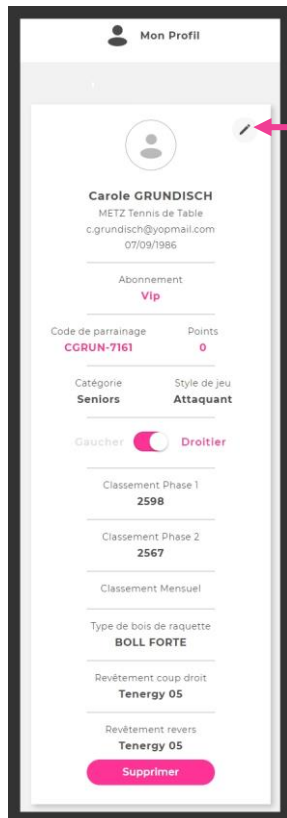 Mon Profil
Carole GRUNDISCH
METZ Tennis de Table
c.grundisch@yopmail.com
07/09/1986
Abonnement
Vip
Code de parrainage Points
CGRUN-7161 0
Catégorie Style de jeu
Seniors Attaquant
Gaucher Droitier
Classement Phase 1
2598
Classement Phase 2
2567
Classement Mensuel
Type de bois de raquette
BOLL FORTE
Revêtement coup droit
Tenergy 05
Revêtement revers
Tenergy 05
Supprimer